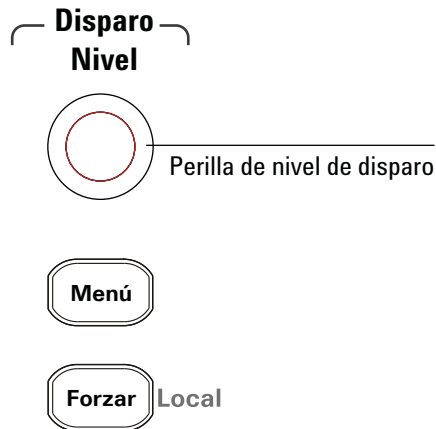 Disparo
Nivel
Perilla de nivel de disparo
Menú
Forzar Local